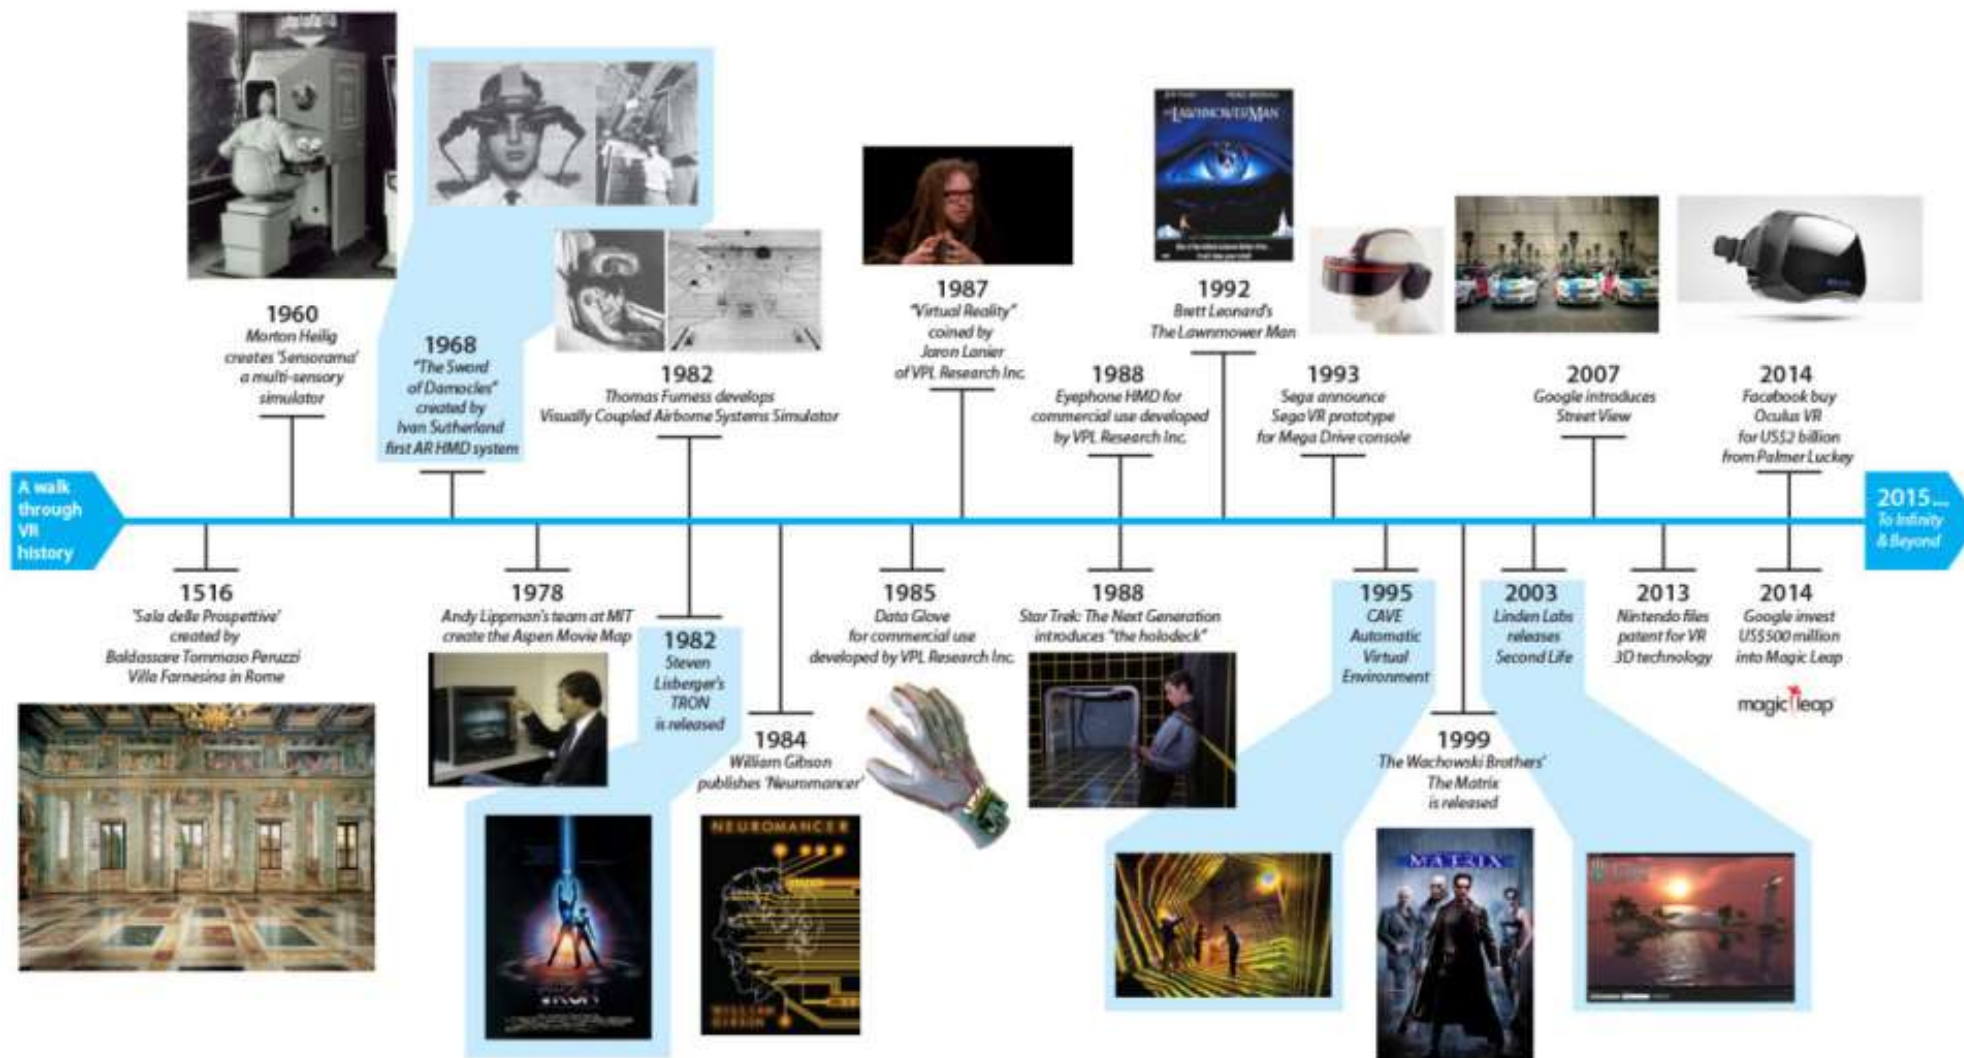 A walk
through
VR
history
1516
'Sala delle Prospettive'
created by
Baldassare Tommaso Peruzzi
Villa Farnesina in Rome
1960
Morton Heilig
creates 'Sensorama'
a multi-sensory
simulator
1968
"The Sword
of Damocles"
created by
Ivan Sutherland
first AR HMD system
1978
Andy Lippman's team at MIT
create the Aspen Movie Map
1982
Thomas Furness develops
Visually Coupled Airborne Systems Simulator
1982
Steven
Lisberger's
TRON
is released
TRON
1984
William Gibson
publishes 'Neuromancer'
NEUROMANCER
WILLIAM
GIBSON
1985
Data Glove
for commercial use
developed by VPL Research Inc.
1987
"Virtual Reality"
coined by
Jaron Lanier
of VPL Research Inc.
1988
Eyephone HMD for
commercial use developed
by VPL Research Inc.
1988
Star Trek: The Next Generation
introduces "the holodeck"
THE LAWNMOWER MAN
1992
Brett Leonard's
The Lawnmower Man
1993
Sega announce
Sega VR prototype
for Mega Drive console
1995
CAVE
Automatic
Virtual
Environment
1999
The Wachowski Brothers'
The Matrix
is released
MATRIX
2003
Linden Labs
releases
Second Life
2007
Google introduces
Street View
2013
Nintendo files
patent for VR
3D technology
2014
Facebook buy
Oculus VR
for US$2 billion
from Palmer Luckey
2014
Google invest
US$500 million
into Magic Leap
magic leap
2015...
To Infinity
& Beyond